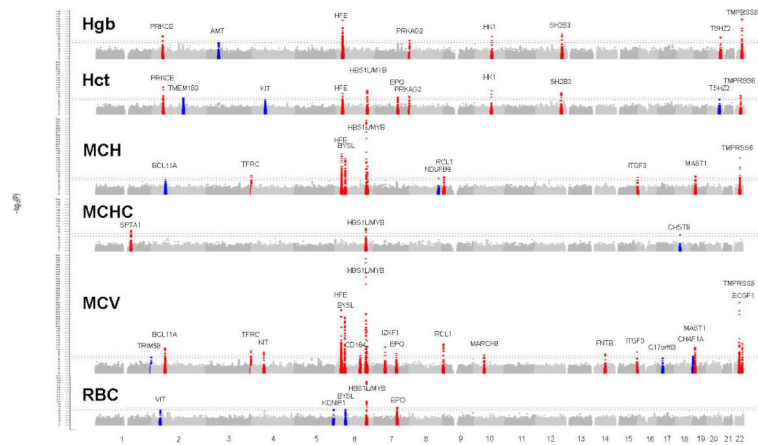 Hgb
PRKCE
AMT
HFE
PRKAG2
HK1
SH2B3
TSHZ2
TMPRSS6
Hct
PRKCE
TMEM183
KIT
HFE
HBS1L/MYB
EPO
PRKAG2
HK1
SH2B3
TSHZ2
TMPRSS6
MCH
BCL11A
TFRC
HFE
BYSL
HBS1L/MYB
NDUFB9
RCL1
ITGF3
MAST1
TMPRSS6
MCHC
SPTA1
HBS1L/MYB
CHST9
MCV
TRIM58
BCL11A
TFRC
KIT
HFE
BYSL
CD164
HBS1L/MYB
IZKF1
EPO
RCL1
MARCH8
FNTB
ITGF3
C17orf63
MAST1
CHAF1A
TMPRSS6
ECGF1
RBC
VIT
KCNIP1
BYSL
HBS1L/MYB
EPO
1 2 3 4 5 6 7 8 9 10 11 12 13 14 15 16 17 18 19 20 21 22